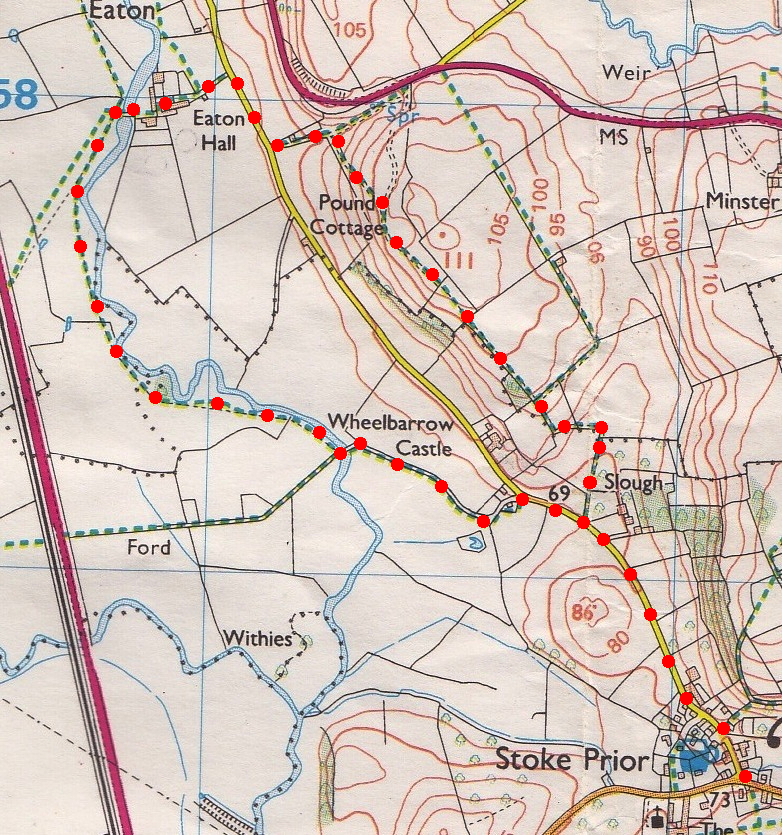 Eaton
105
58
Weir
Spr
Eaton
Hall
MS
Pound
Cottage
100
Minster
105
95
90
90
100
111
110
Wheelbarrow
Castle
Slough
69
Ford
86
80
Withies
Stoke Prior
73
The